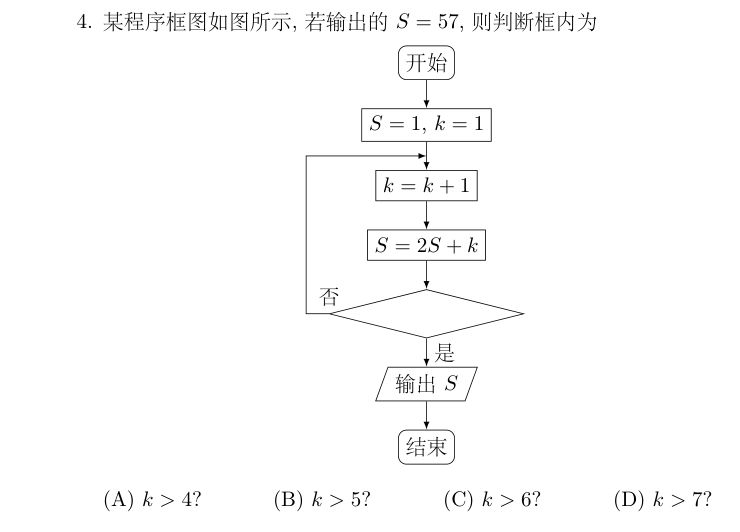 4. 某程序框图如图所示, 若输出的 S = 57, 则判断框内为
开始
S = 1, k = 1
k = k + 1
S = 2S + k
否
是
输出 S
结束
(A) k > 4? (B) k > 5? (C) k > 6? (D) k > 7?